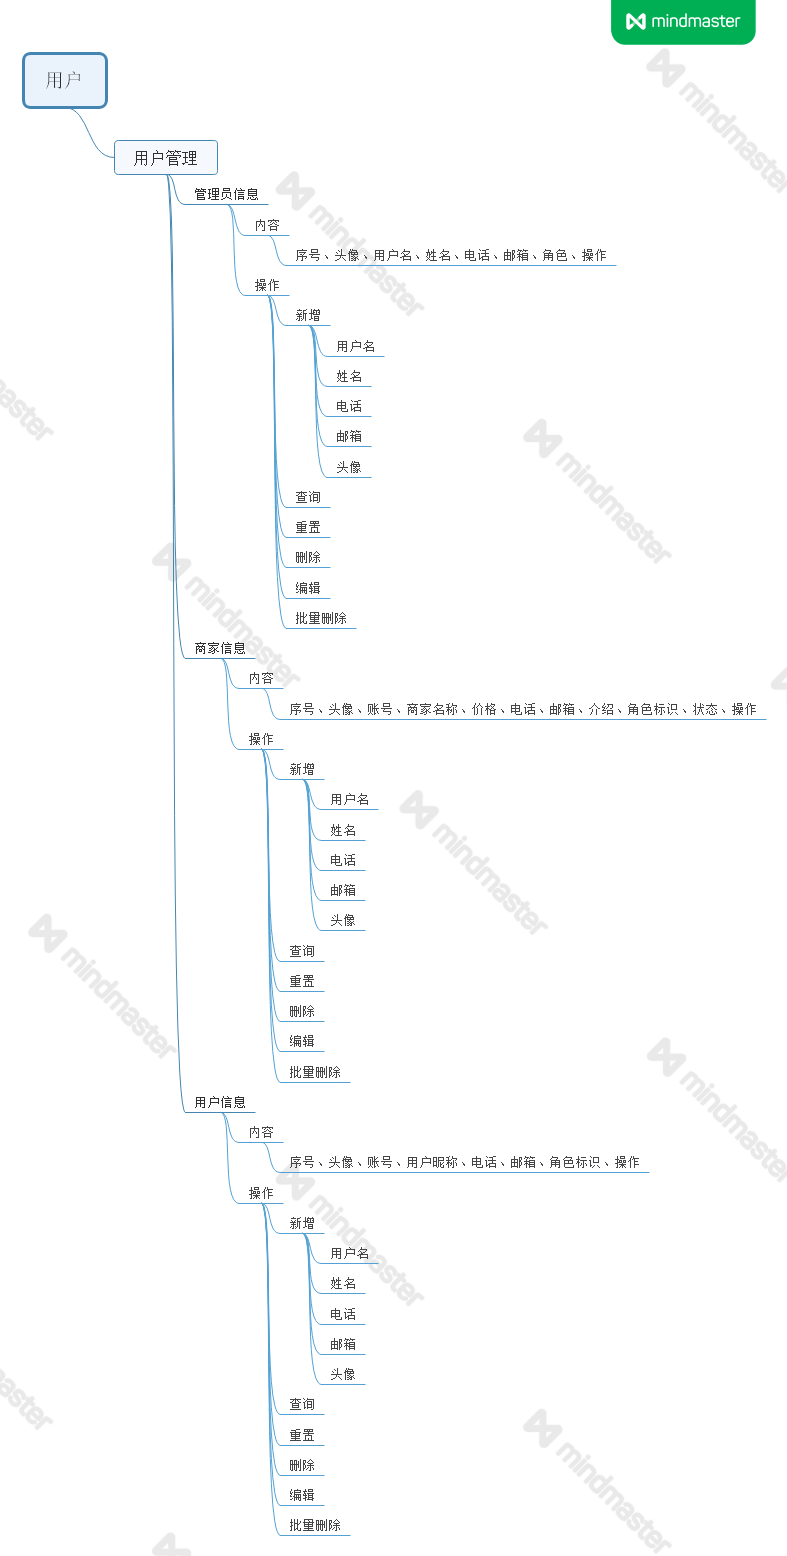 mindmaster
用户
用户管理
管理员信息
内容
序号、头像、用户名、姓名、电话、邮箱、角色、操作
操作
新增
用户名
姓名
电话
邮箱
头像
查询
重置
删除
编辑
批量删除
商家信息
内容
序号、头像、账号、商家名称、价格、电话、邮箱、介绍、角色标识、状态、操作
操作
新增
用户名
姓名
电话
邮箱
头像
查询
重置
删除
编辑
批量删除
用户信息
内容
序号、头像、账号、用户昵称、电话、邮箱、角色标识、操作
操作
新增
用户名
姓名
电话
邮箱
头像
查询
重置
删除
编辑
批量删除